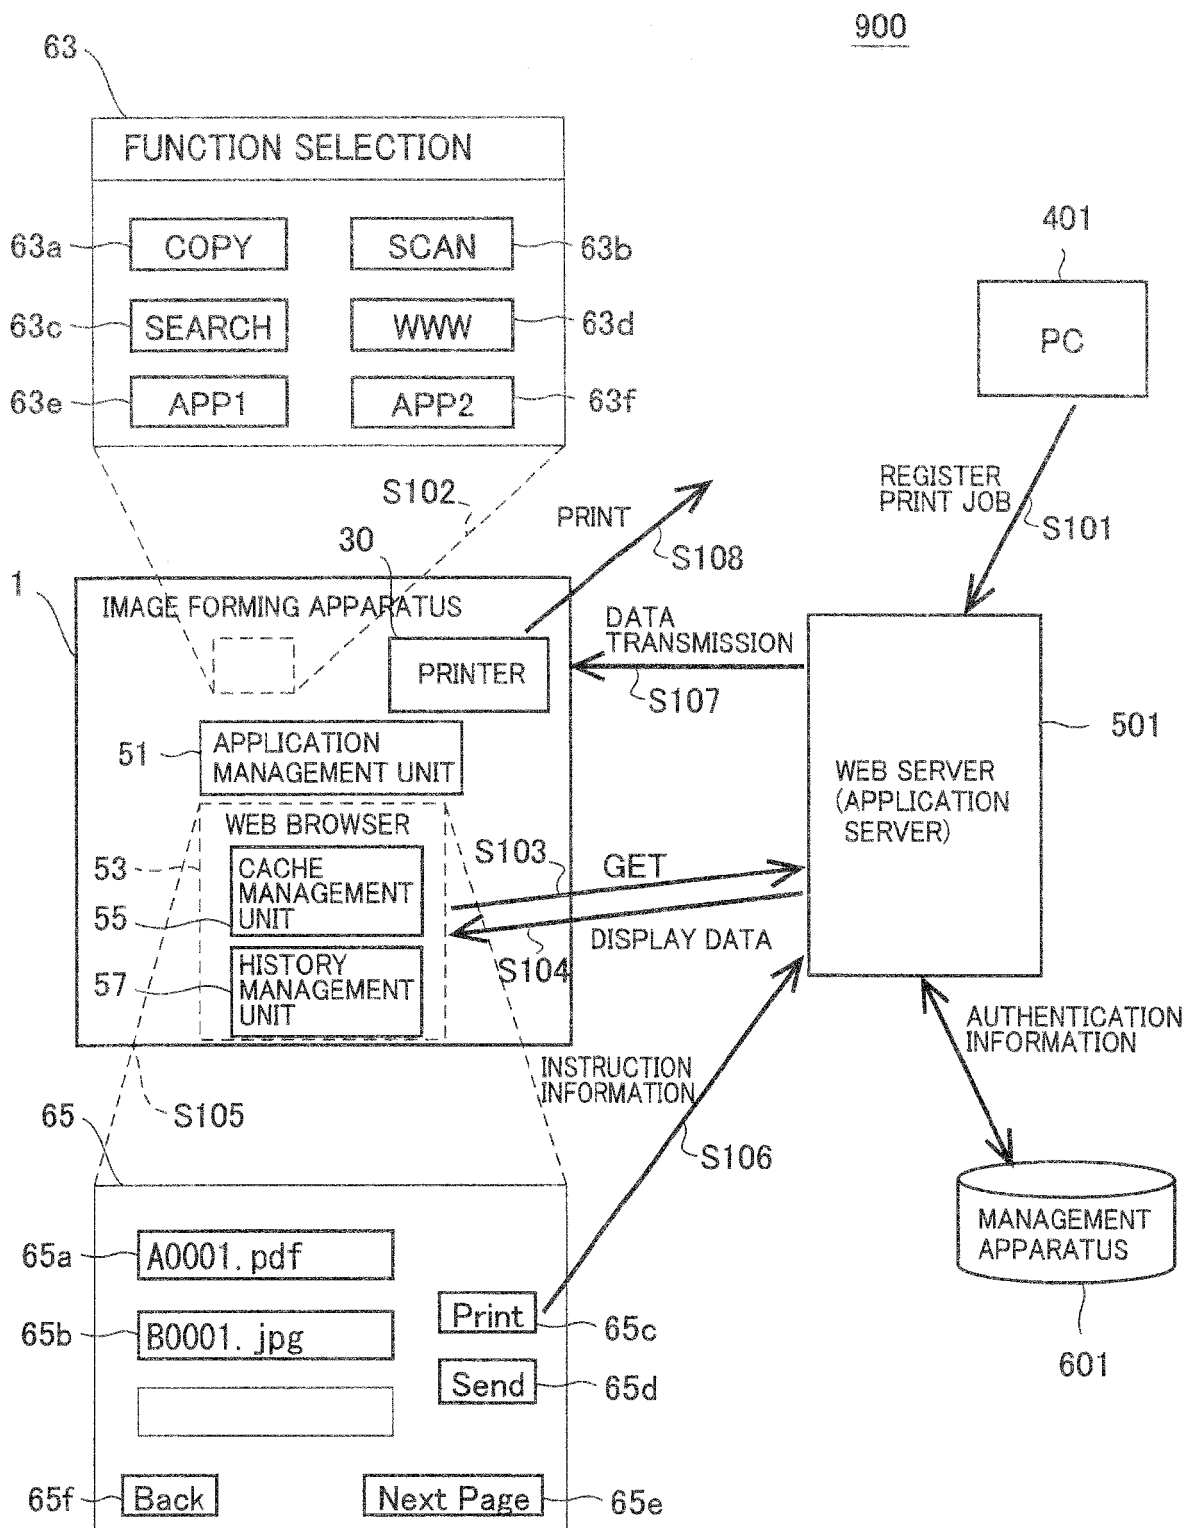 900
63
FUNCTION SELECTION
63a
COPY
SCAN
63b
63c
SEARCH
WWW
63d
63e
APP1
APP2
63f
401
PC
REGISTER
PRINT JOB
S101
S102
PRINT
S108
30
1
IMAGE FORMING APPARATUS
PRINTER
DATA
TRANSMISSION
S107
51
APPLICATION
MANAGEMENT UNIT
501
WEB SERVER
(APPLICATION
SERVER)
WEB BROWSER
53
CACHE
MANAGEMENT
UNIT
55
S103
GET
DISPLAY DATA
S104
57
HISTORY
MANAGEMENT
UNIT
AUTHENTICATION
INFORMATION
INSTRUCTION
INFORMATION
S105
S106
65
MANAGEMENT
APPARATUS
601
65a
A0001. pdf
65b
B0001. jpg
Print
65c
Send
65d
65f
Back
Next Page
65e